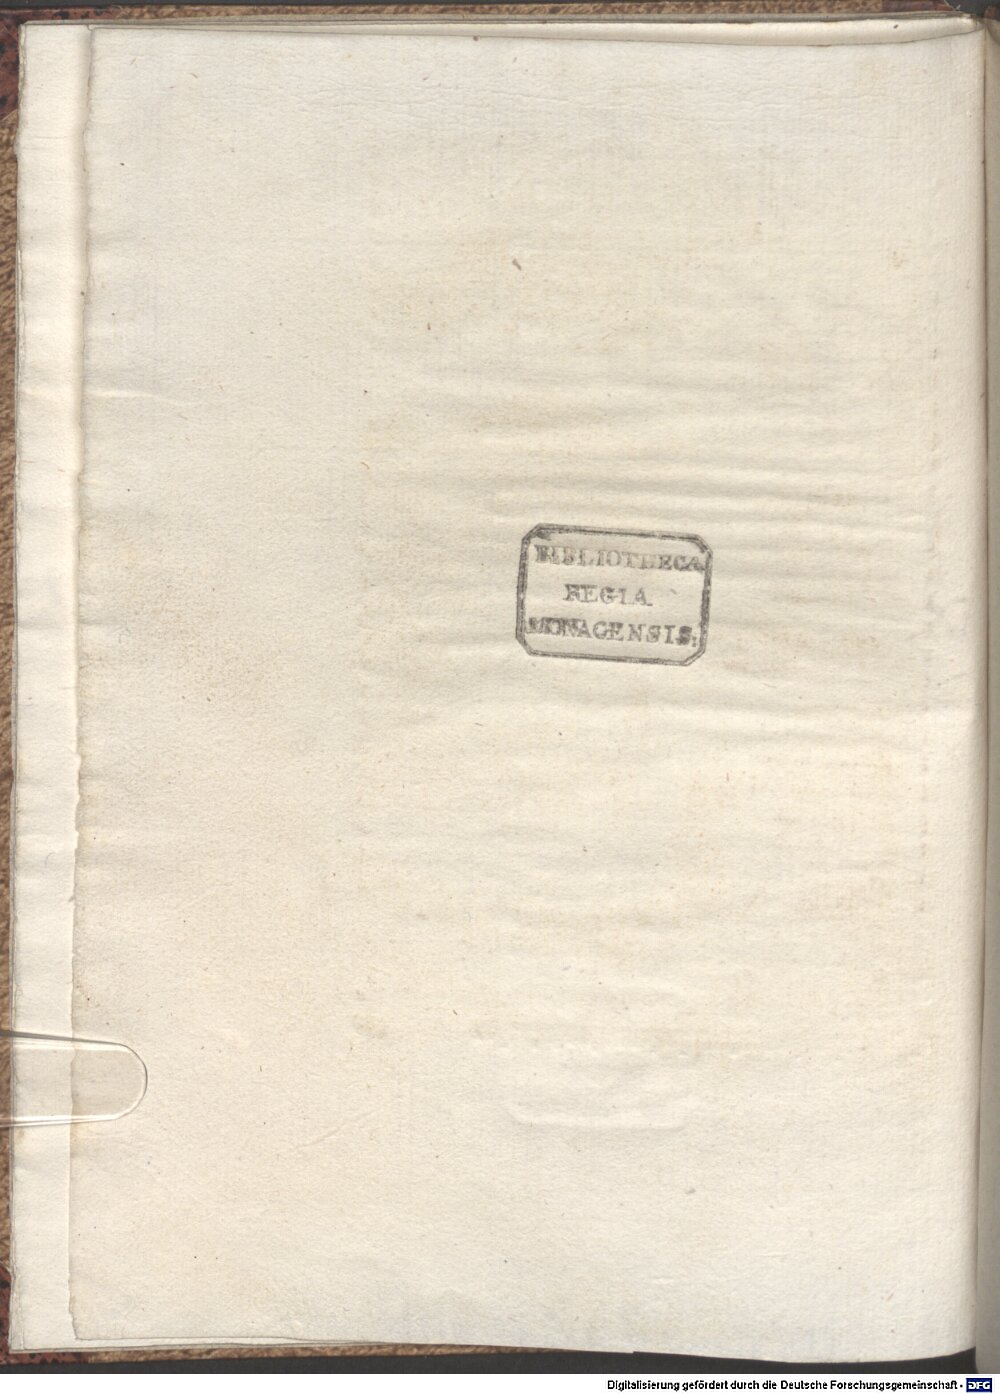 BIBLIOTHECA
REGIA
MONACENSIS.
Digitalisierung gefördert durch die Deutsche Forschungsgemeinschaft - DFG